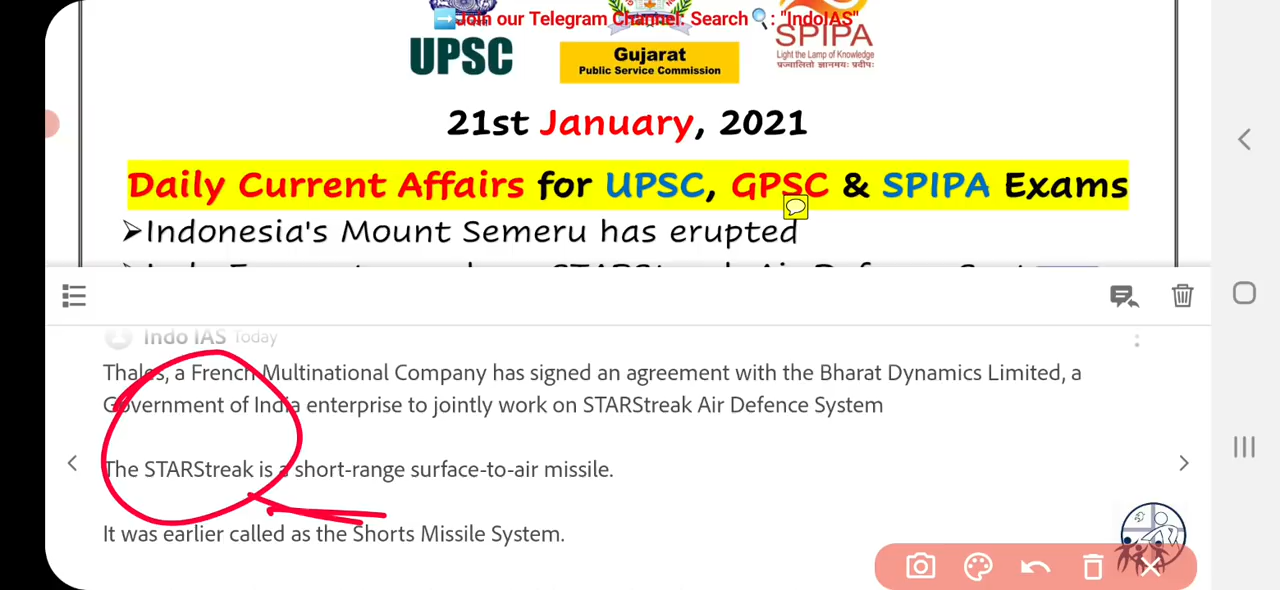 ➡Join our Telegram Channel: Search🔍: "IndoIAS"
UPSC
Gujarat
Public Service Commission
SPIPA
Light the Lamp of Knowledge
प्रज्वालितो ज्ञानमयः प्रदीपः
21st January, 2021
Daily Current Affairs for UPSC, GPSC & SPIPA Exams
➢Indonesia's Mount Semeru has erupted
Indo IAS Today
Thales, a French Multinational Company has signed an agreement with the Bharat Dynamics Limited, a
Government of India enterprise to jointly work on STARStreak Air Defence System
The STARStreak is a short-range surface-to-air missile.
It was earlier called as the Shorts Missile System.